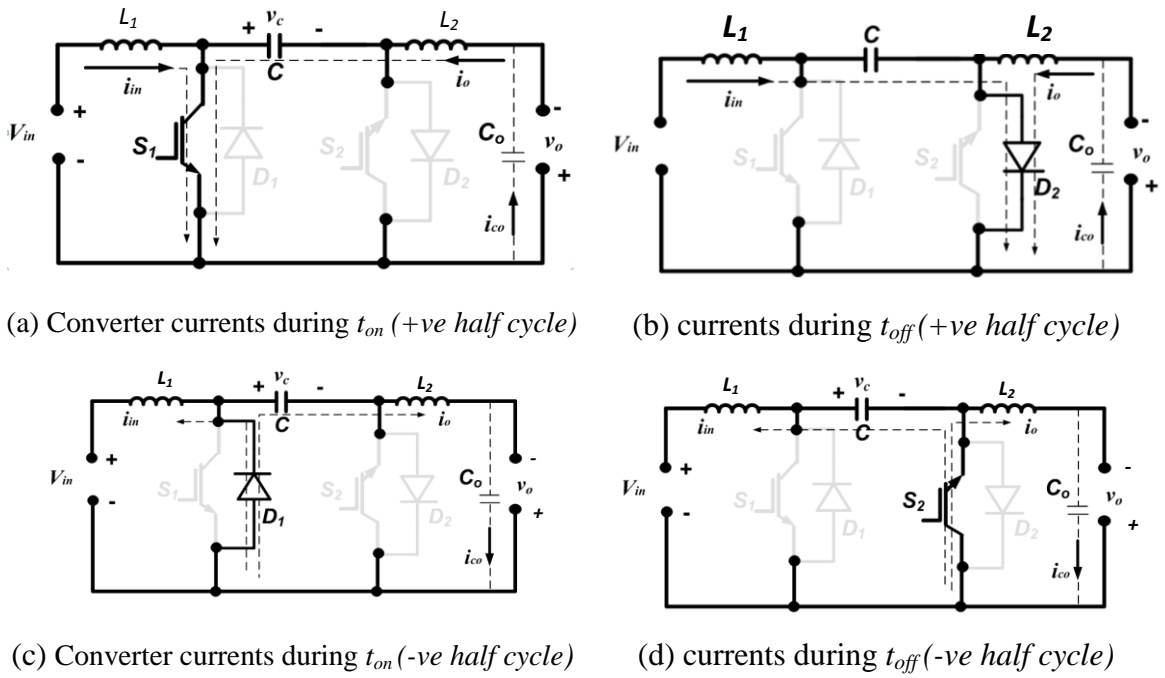 L1 + vc - L2
C
iin io
+ -
Vin S1 D1 S2 D2 Co vo
- +
ico
(a) Converter currents during ton (+ve half cycle)
L1 C L2
iin io
+ -
Vin S1 D1 S2 D2 Co vo
- +
ico
(b) currents during toff (+ve half cycle)
L1 + vc - L2
iin C io
+ -
Vin S1 D1 S2 D2 Co vo
- +
ico
(c) Converter currents during ton (-ve half cycle)
L1 + vc - L2
iin C io
+ -
Vin S1 D1 S2 D2 Co vo
- +
ico
(d) currents during toff (-ve half cycle)